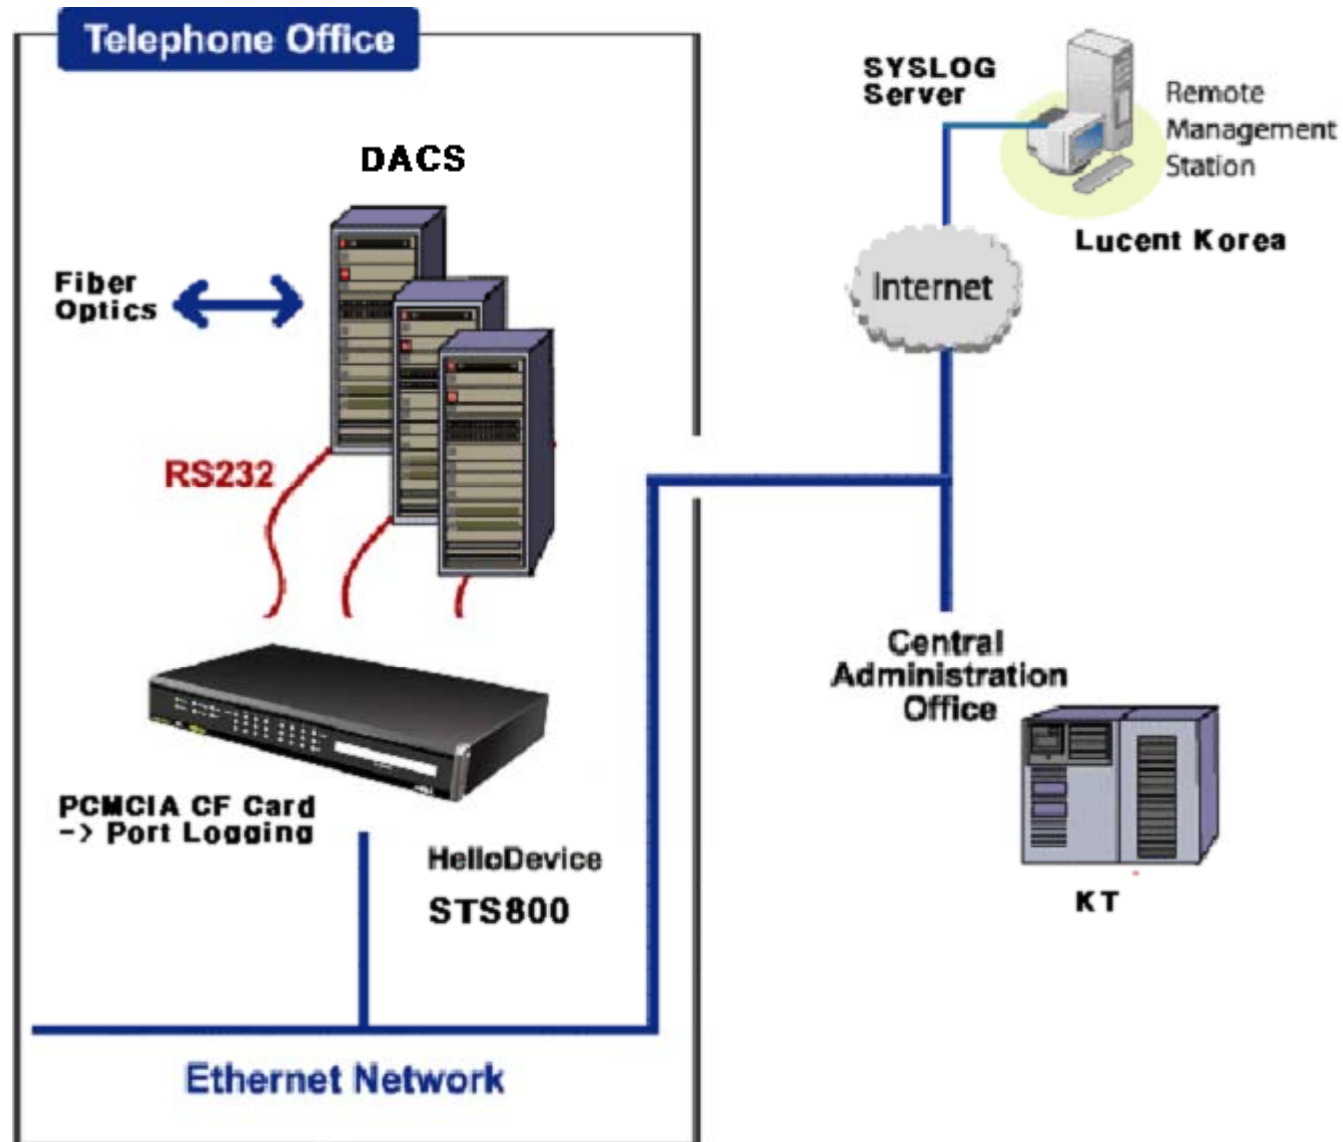 Telephone Office
DACS
Fiber
Optics
RS232
PCMCIA CF Card
-> Port Logging
HelloDevice
STS800
Ethernet Network
SYSLOG
Server
Remote
Management
Station
Lucent Korea
Internet
Central
Administration
Office
KT